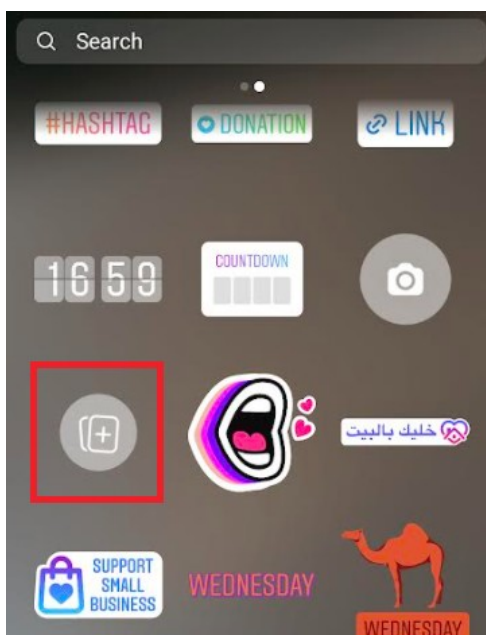 Search
#HASHTAG
DONATION
LINK
16 59
COUNTDOWN
خليك بالبيت
SUPPORT
SMALL
BUSINESS
WEDNESDAY
WEDNESDAY